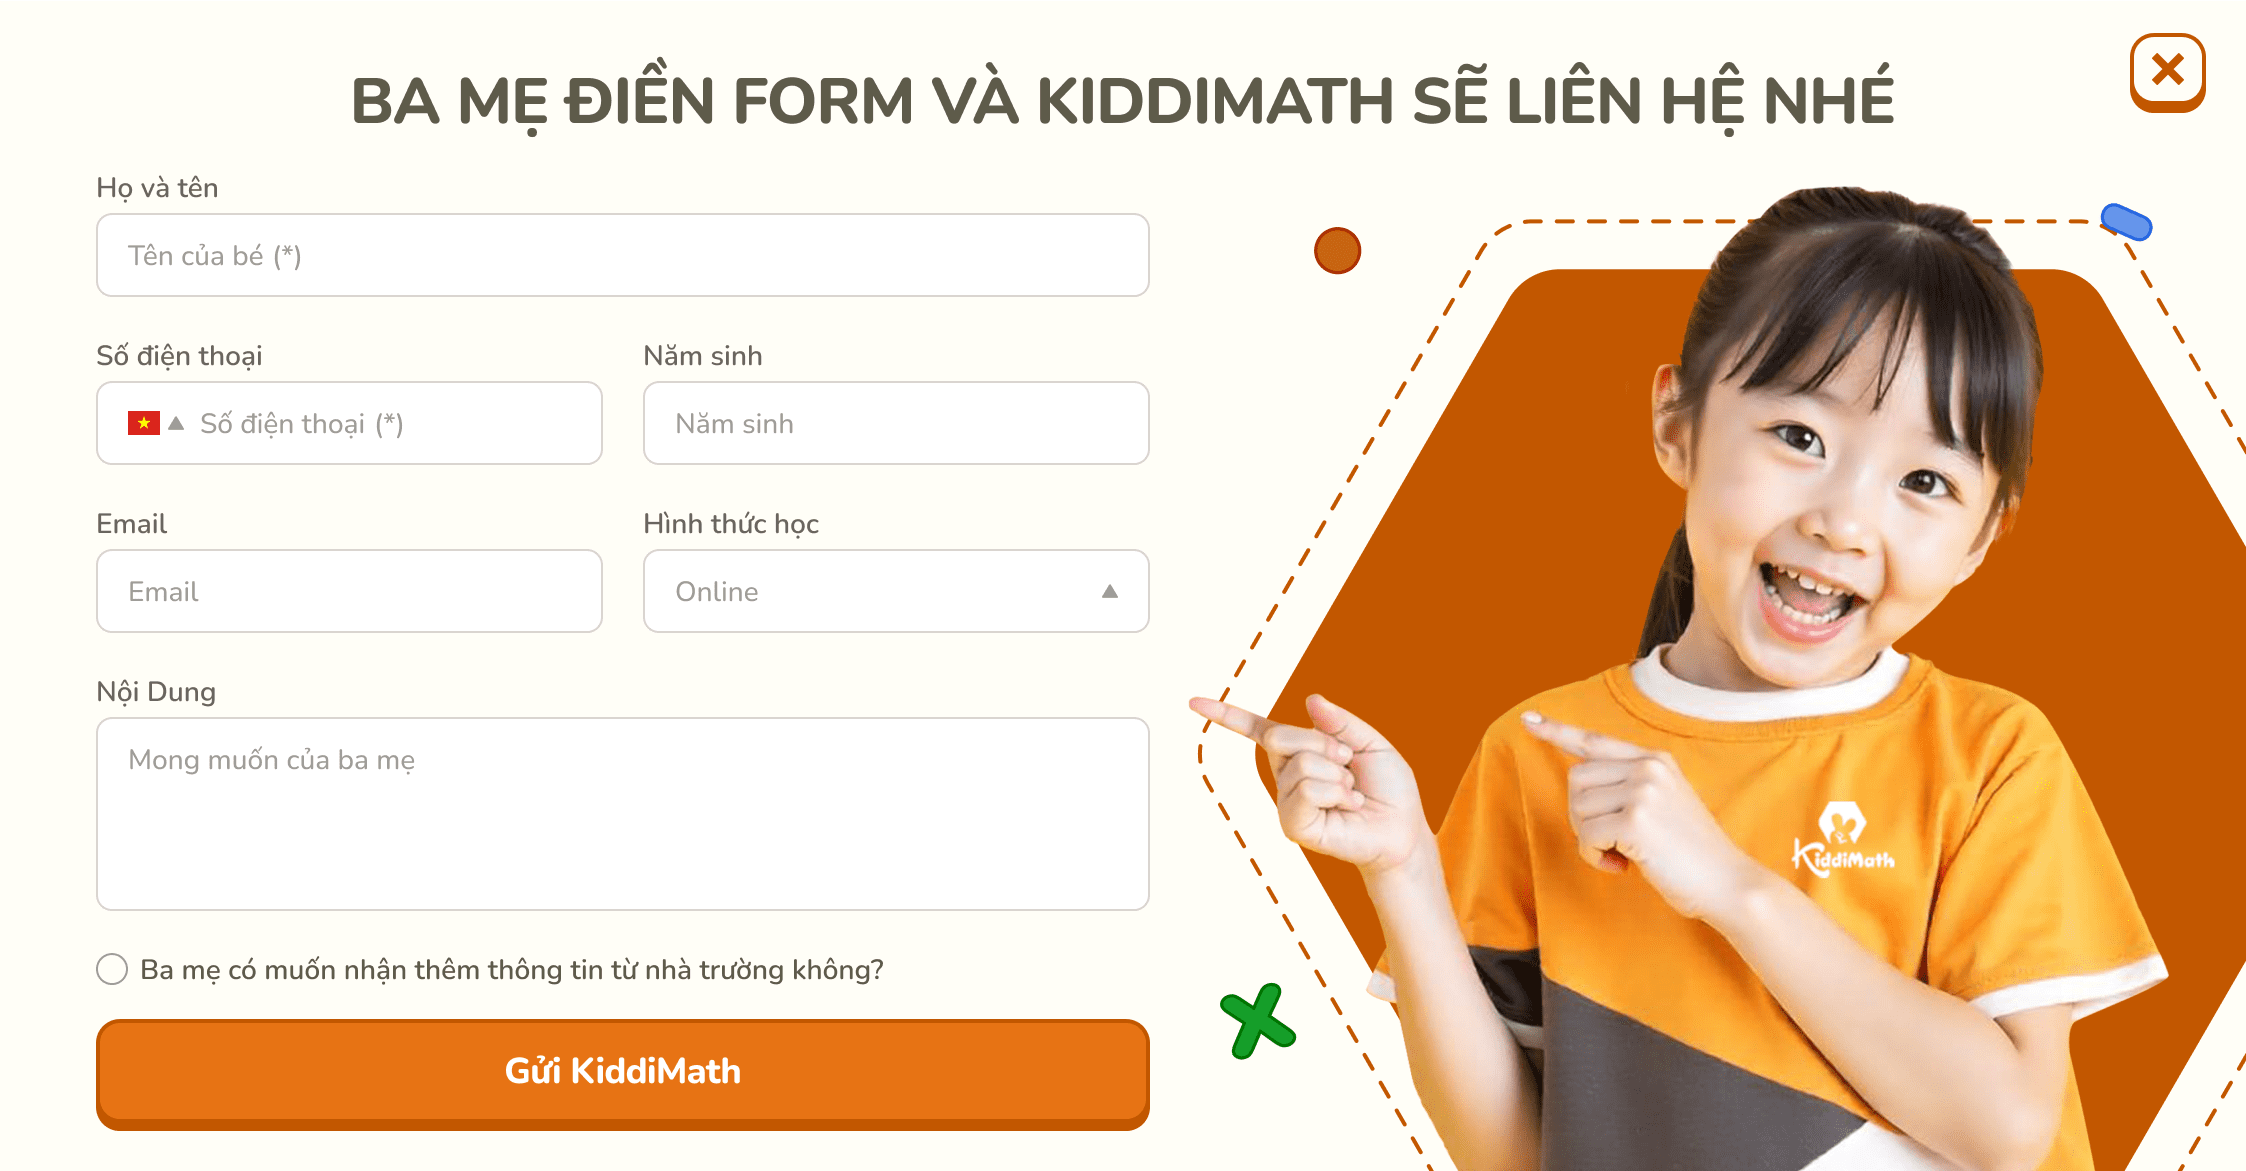 BA MẸ ĐIỀN FORM VÀ KIDDIMATH SẼ LIÊN HỆ NHÉ
Họ và tên
Tên của bé (*)
Số điện thoại
Năm sinh
Số điện thoại (*)
Năm sinh
Email
Hình thức học
Email
Online
Nội Dung
Mong muốn của ba mẹ
KiddiMath
Ba mẹ có muốn nhận thêm thông tin từ nhà trường không?
Gửi KiddiMath